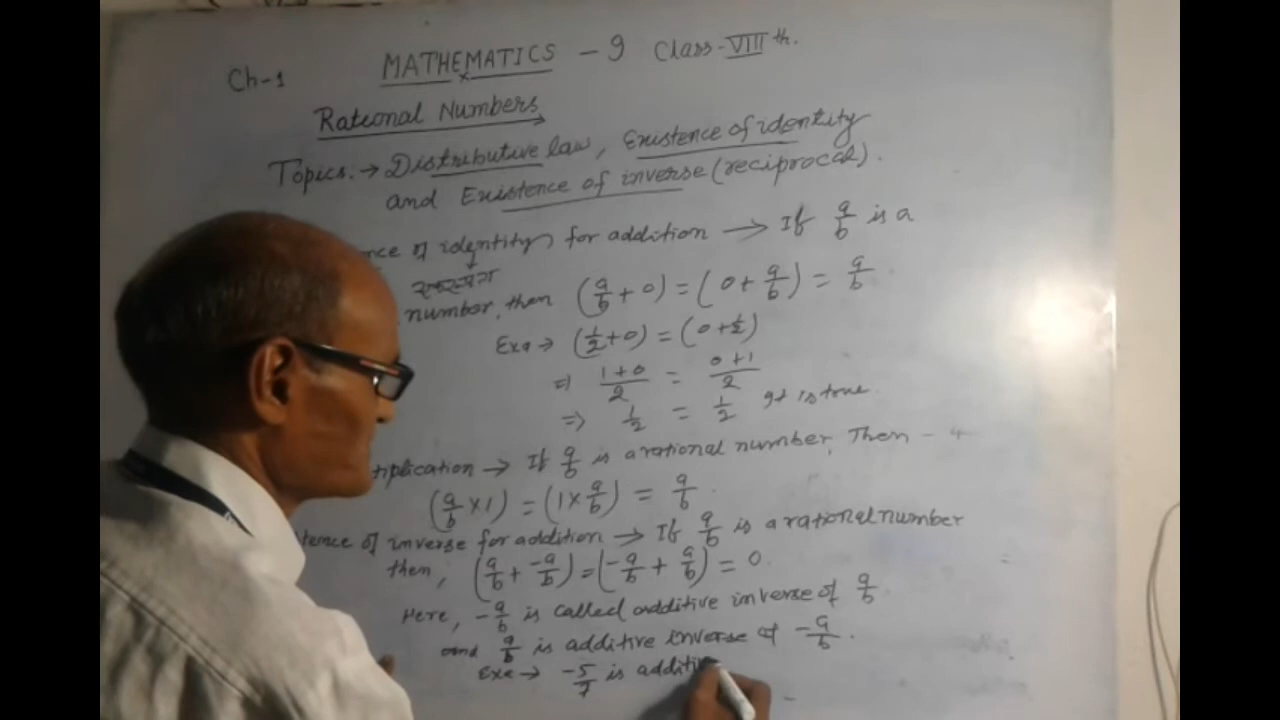 Ch-1 MATHEMATICS - 9 Class-VIIIth.
Rational Numbers
Topics.→ Distributive law, Existence of identity
and Existence of inverse (reciprocal).
nce of identity for addition → If a/b is a
number, then (a/b + 0) = (0 + a/b) = a/b
Exa → (1/2 + 0) = (0 + 1/2)
⇒ 1+0/2 = 0+1/2
⇒ 1/2 = 1/2 It is true
tiplication → If a/b is a rational number, Then -
(a/b × 1) = (1 × a/b) = a/b.
tence of inverse for addition → If a/b is a rational number
then, (a/b + -a/b) = (-a/b + a/b) = 0.
Here, -a/b is called additive inverse of a/b
and a/b is additive inverse of -a/b.
Exa → -5/7 is additi